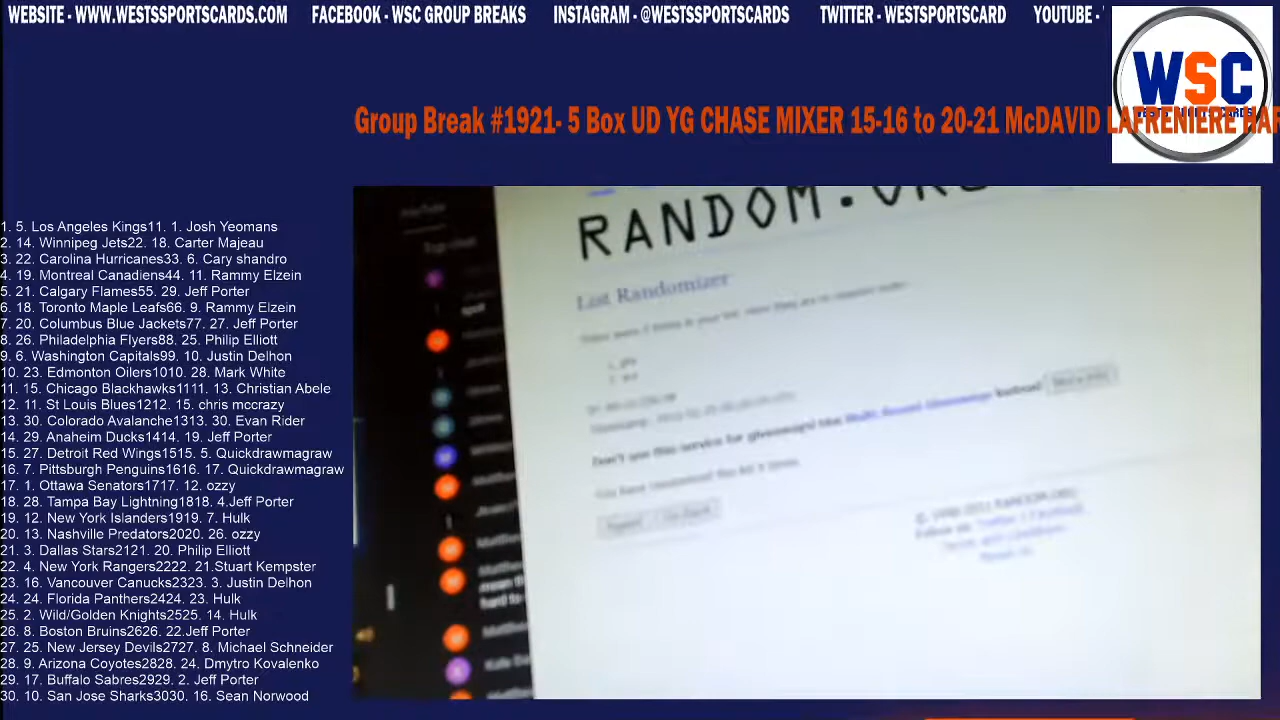 WEBSITE - WWW.WESTSSPORTSCARDS.COM FACEBOOK - WSC GROUP BREAKS INSTAGRAM - @WESTSSPORTSCARDS TWITTER - WESTSPORTSCARD YOUTUBE -
WSC
Group Break #1921- 5 Box UD YG CHASE MIXER 15-16 to 20-21 McDAVID LAFRENIERE HAR
1. 5. Los Angeles Kings11. 1. Josh Yeomans
2. 14. Winnipeg Jets22. 18. Carter Majeau
3. 22. Carolina Hurricanes33. 6. Cary shandro
4. 19. Montreal Canadiens44. 11. Rammy Elzein
5. 21. Calgary Flames55. 29. Jeff Porter
6. 18. Toronto Maple Leafs66. 9. Rammy Elzein
7. 20. Columbus Blue Jackets77. 27. Jeff Porter
8. 26. Philadelphia Flyers88. 25. Philip Elliott
9. 6. Washington Capitals99. 10. Justin Delhon
10. 23. Edmonton Oilers1010. 28. Mark White
11. 15. Chicago Blackhawks1111. 13. Christian Abele
12. 11. St Louis Blues1212. 15. chris mccrazy
13. 30. Colorado Avalanche1313. 30. Evan Rider
14. 29. Anaheim Ducks1414. 19. Jeff Porter
15. 27. Detroit Red Wings1515. 5. Quickdrawmagraw
16. 7. Pittsburgh Penguins1616. 17. Quickdrawmagraw
17. 1. Ottawa Senators1717. 12. ozzy
18. 28. Tampa Bay Lightning1818. 4.Jeff Porter
19. 12. New York Islanders1919. 7. Hulk
20. 13. Nashville Predators2020. 26. ozzy
21. 3. Dallas Stars2121. 20. Philip Elliott
22. 4. New York Rangers2222. 21.Stuart Kempster
23. 16. Vancouver Canucks2323. 3. Justin Delhon
24. 24. Florida Panthers2424. 23. Hulk
25. 2. Wild/Golden Knights2525. 14. Hulk
26. 8. Boston Bruins2626. 22.Jeff Porter
27. 25. New Jersey Devils2727. 8. Michael Schneider
28. 9. Arizona Coyotes2828. 24. Dmytro Kovalenko
29. 17. Buffalo Sabres2929. 2. Jeff Porter
30. 10. San Jose Sharks3030. 16. Sean Norwood
RANDOM.ORG
List Randomizer
Don't use this service for giveaways! Use Multi-Round Giveaways instead!